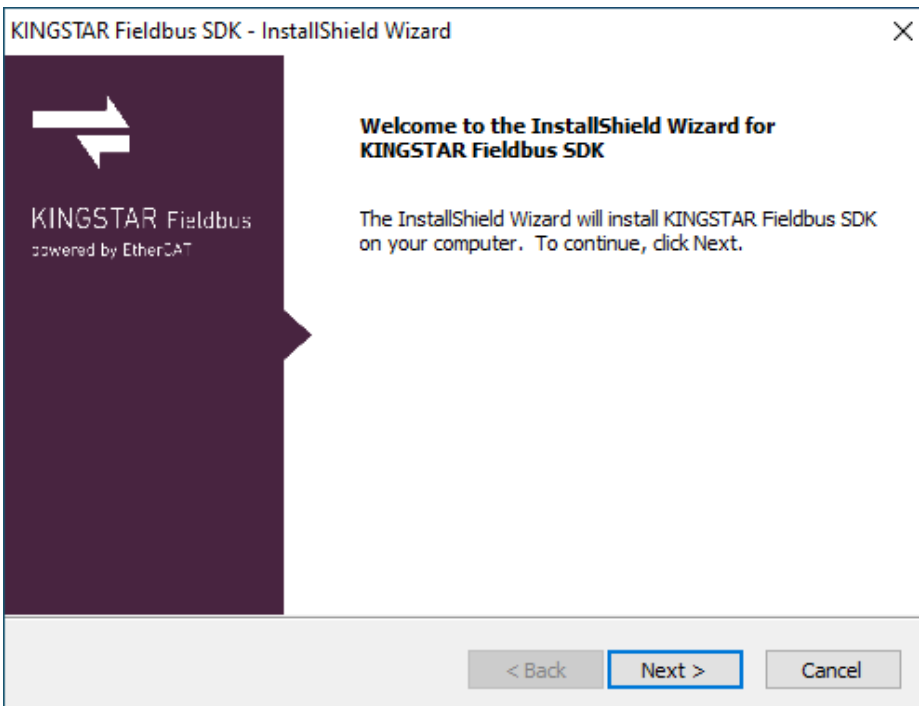 KINGSTAR Fieldbus SDK - InstallShield Wizard
Welcome to the InstallShield Wizard for
KINGSTAR Fieldbus SDK
KINGSTAR Fieldbus
powered by EtherCAT
The InstallShield Wizard will install KINGSTAR Fieldbus SDK
on your computer.  To continue, click Next.
< Back
Next >
Cancel